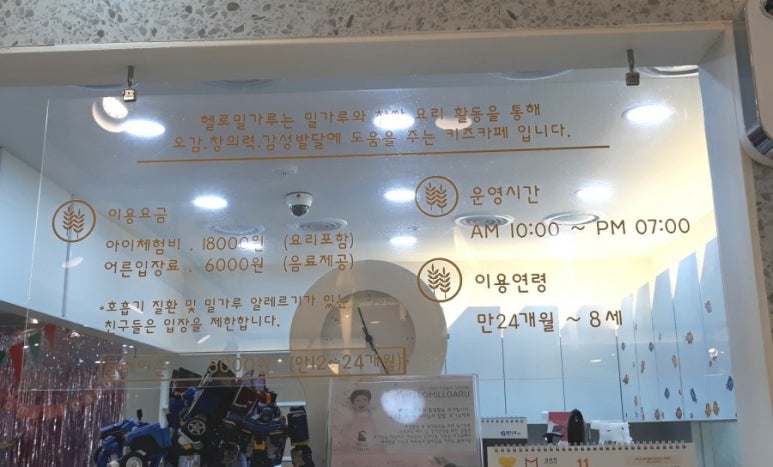 헬로밀가루는 밀가루와 찹쌀 요리 활동을 통해
오감,창의력,감성발달에 도움을 주는 키즈카페 입니다.
이용요금
아이체험비 . 18000원 (요리포함)
어른입장료 . 6000원 (음료제공)
*호흡기 질환 및 밀가루 알레르기가 있는
친구들은 입장을 제한합니다.
(만12~24개월)
운영시간
AM 10:00 ~ PM 07:00
이용연령
만24개월 ~ 8세
MILLGARU
11